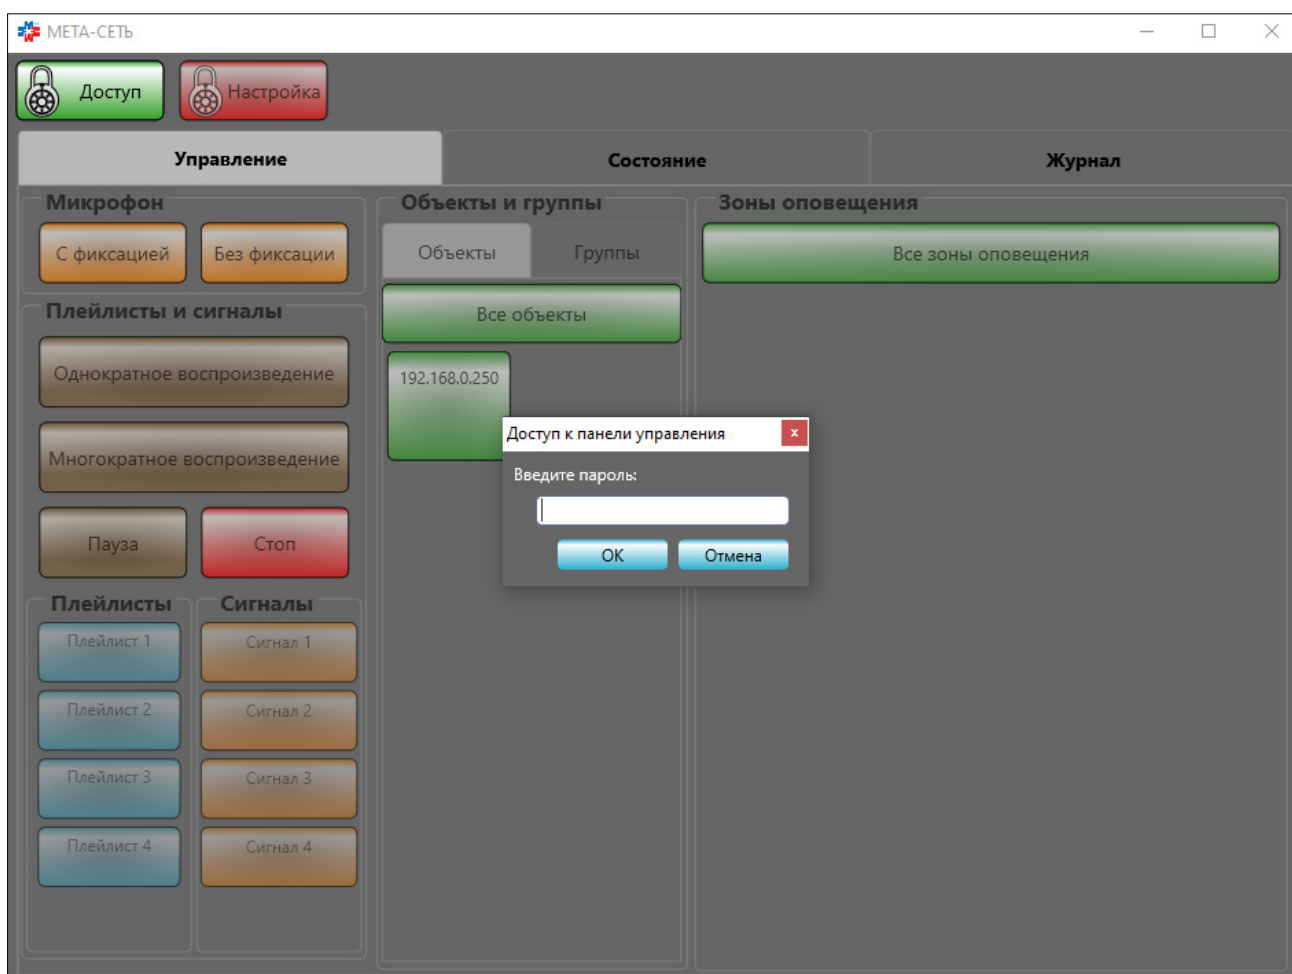 МЕТА-СЕТЬ
Доступ
Настройка
Управление
Состояние
Журнал
Микрофон
С фиксацией
Без фиксации
Плейлисты и сигналы
Однократное воспроизведение
Многократное воспроизведение
Пауза
Стоп
Плейлисты
Сигналы
Плейлист 1
Сигнал 1
Плейлист 2
Сигнал 2
Плейлист 3
Сигнал 3
Плейлист 4
Сигнал 4
Объекты и группы
Объекты
Группы
Все объекты
192.168.0.250
Зоны оповещения
Все зоны оповещения
Доступ к панели управления
x
Введите пароль:
ОК
Отмена